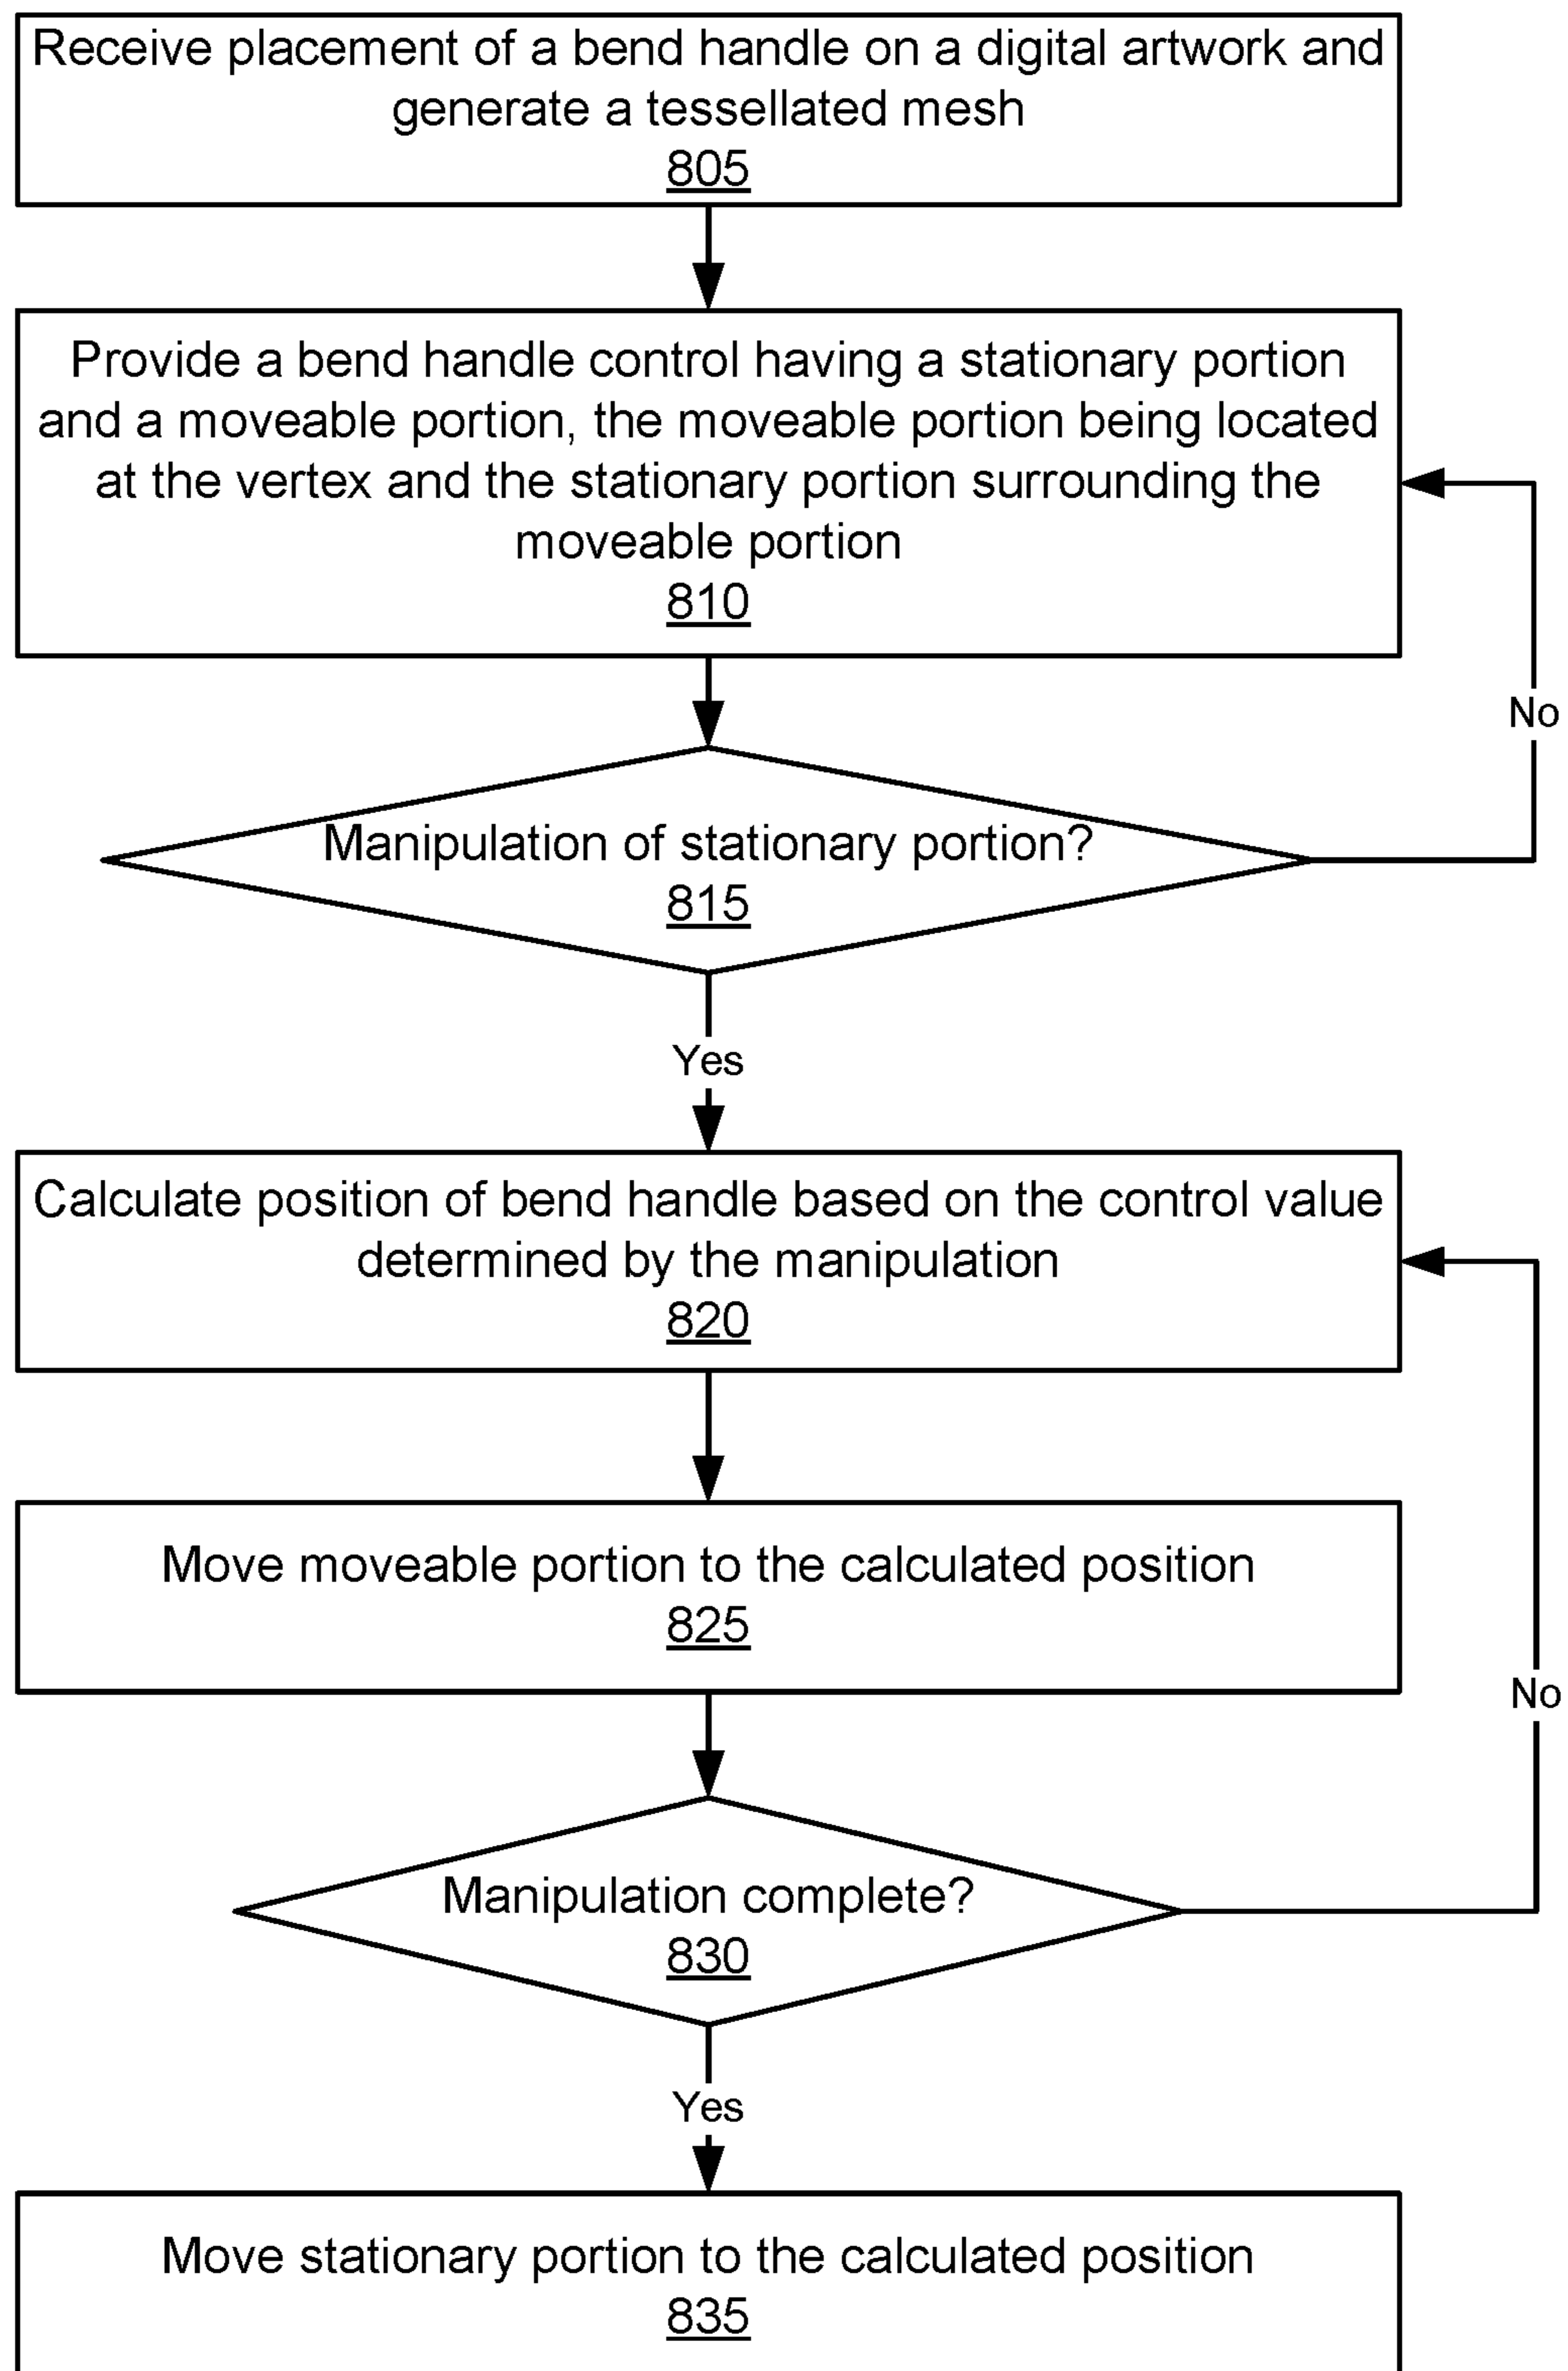 Receive placement of a bend handle on a digital artwork and
generate a tessellated mesh
805
Provide a bend handle control having a stationary portion
and a moveable portion, the moveable portion being located
at the vertex and the stationary portion surrounding the
moveable portion
810
No
Manipulation of stationary portion?
815
Yes
Calculate position of bend handle based on the control value
determined by the manipulation
820
Move moveable portion to the calculated position
825
No
Manipulation complete?
830
Yes
Move stationary portion to the calculated position
835